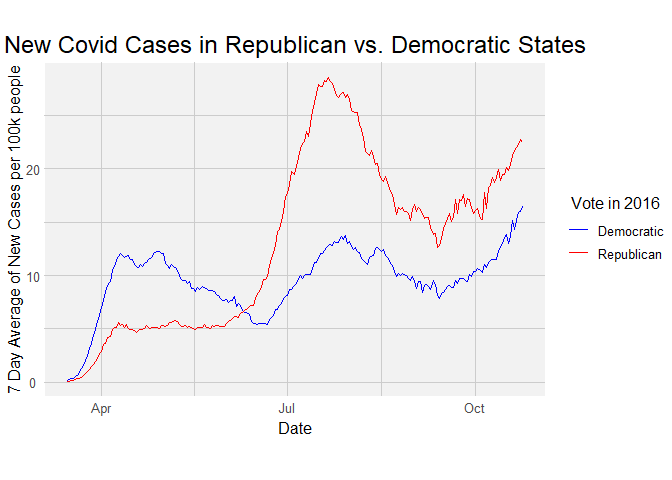 New Covid Cases in Republican vs. Democratic States
7 Day Average of New Cases per 100k people
20
10
0
Apr
Jul
Oct
Date
Vote in 2016
Democratic
Republican